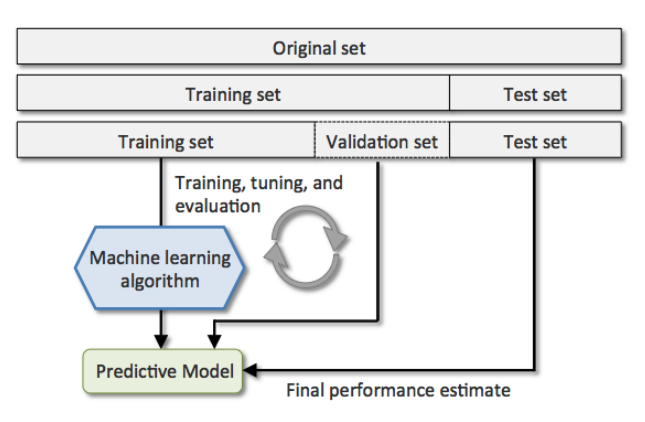 Original set
Training set
Test set
Training set
Validation set
Test set
Training, tuning, and
evaluation
Machine learning
algorithm
Predictive Model
Final performance estimate